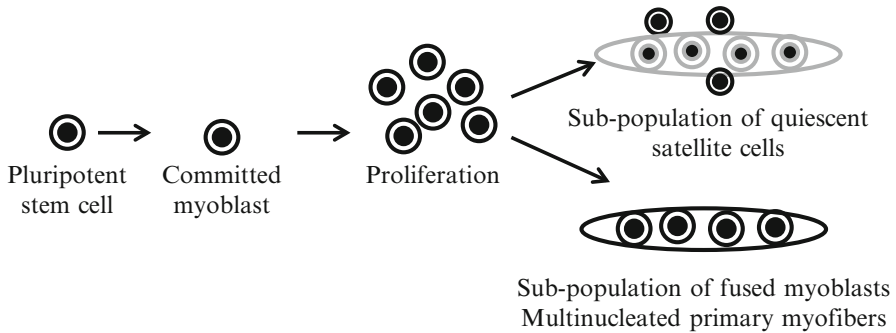 Pluripotent
stem cell
Committed
myoblast
Proliferation
Sub-population of quiescent
satellite cells
Sub-population of fused myoblasts
Multinucleated primary myofibers